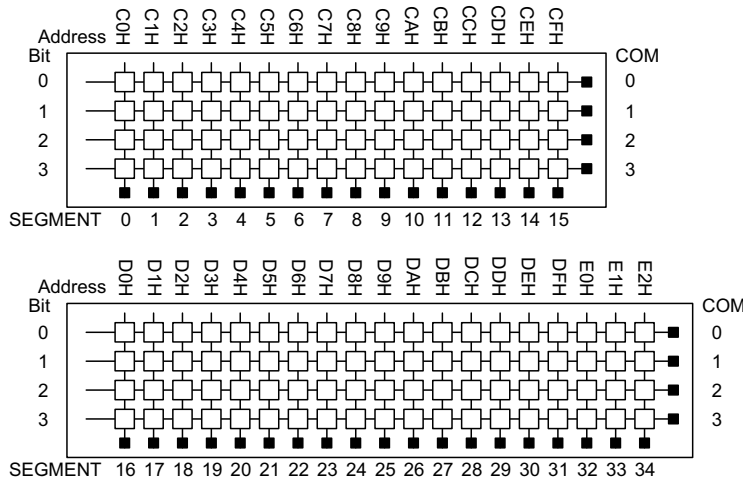 Address C0H C1H C2H C3H C4H C5H C6H C7H C8H C9H CAH CBH CCH CDH CEH CFH
Bit COM
0 0
1 1
2 2
3 3
SEGMENT 0 1 2 3 4 5 6 7 8 9 10 11 12 13 14 15
Address D0H D1H D2H D3H D4H D5H D6H D7H D8H D9H DAH DBH DCH DDH DEH DFH E0H E1H E2H
Bit COM
0 0
1 1
2 2
3 3
SEGMENT 16 17 18 19 20 21 22 23 24 25 26 27 28 29 30 31 32 33 34